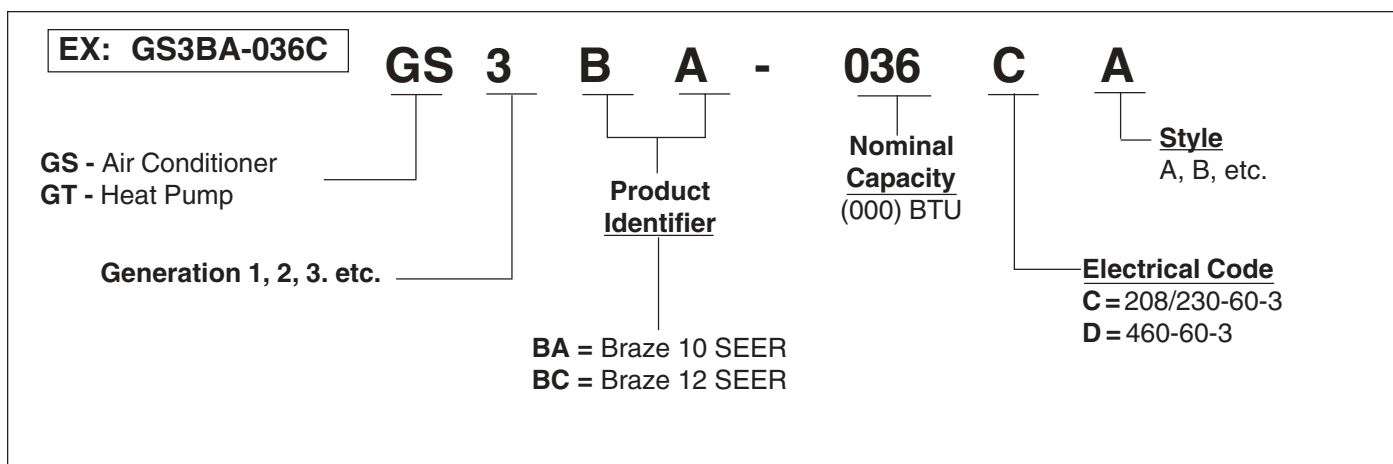 EX: GS3BA-036C
GS 3 B A - 036 C A
GS - Air Conditioner
GT - Heat Pump
Generation 1, 2, 3. etc.
Product
Identifier
BA = Braze 10 SEER
BC = Braze 12 SEER
Nominal
Capacity
(000) BTU
Style
A, B, etc.
Electrical Code
C = 208/230-60-3
D = 460-60-3